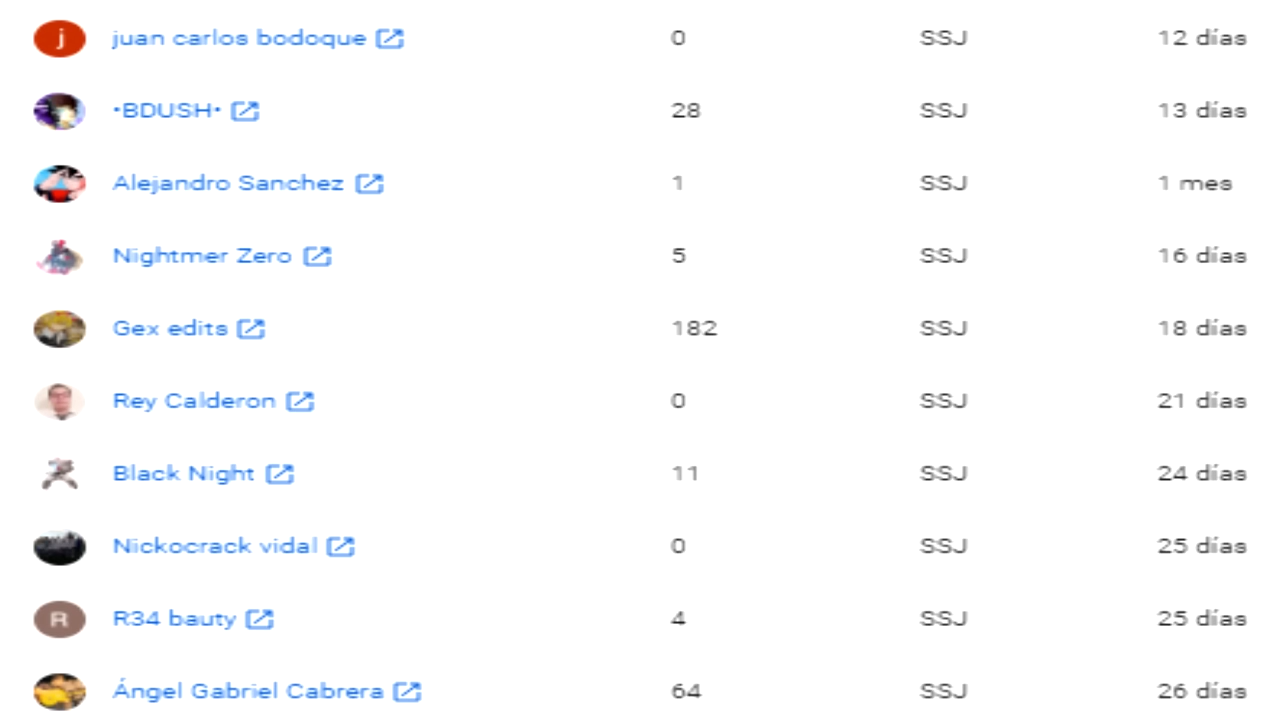 j juan carlos bodoque 0 SSJ 12 días
•BDUSH• 28 SSJ 13 días
Alejandro Sanchez 1 SSJ 1 mes
Nightmer Zero 5 SSJ 16 días
Gex edits 182 SSJ 18 días
Rey Calderon 0 SSJ 21 días
Black Night 11 SSJ 24 días
Nickocrack vidal 0 SSJ 25 días
R R34 bauty 4 SSJ 25 días
Ángel Gabriel Cabrera 64 SSJ 26 días